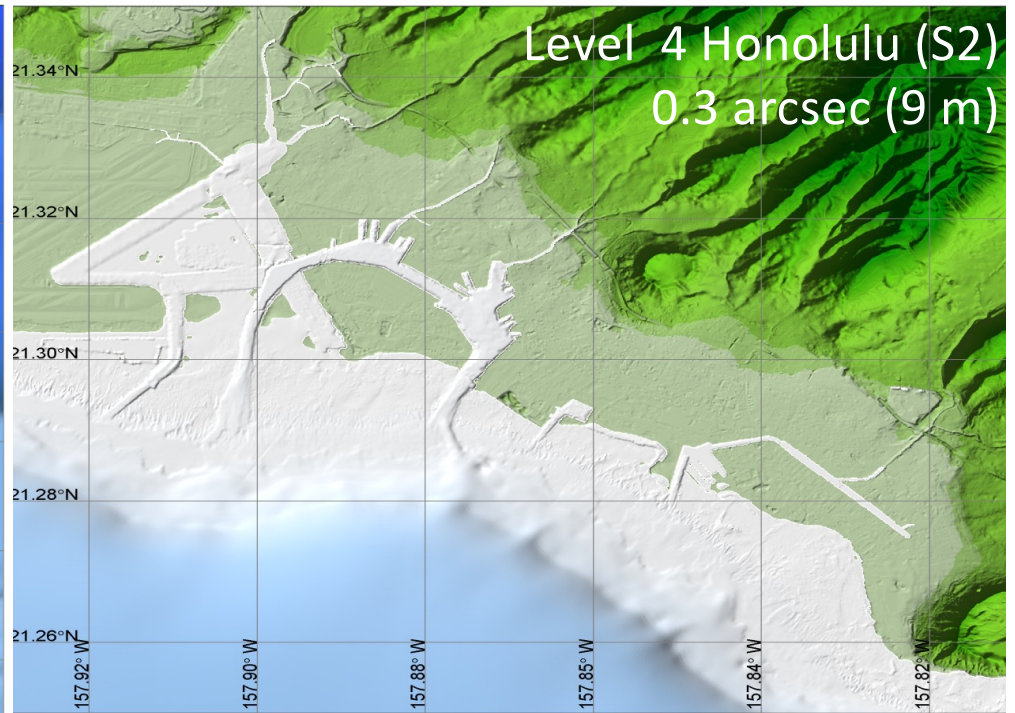 Level 4 Honolulu (S2)
0.3 arcsec (9 m)
21.34°N
21.32°N
21.30°N
21.28°N
21.26°N
157.92° W
157.90° W
157.88° W
157.85° W
157.84° W
157.82° W